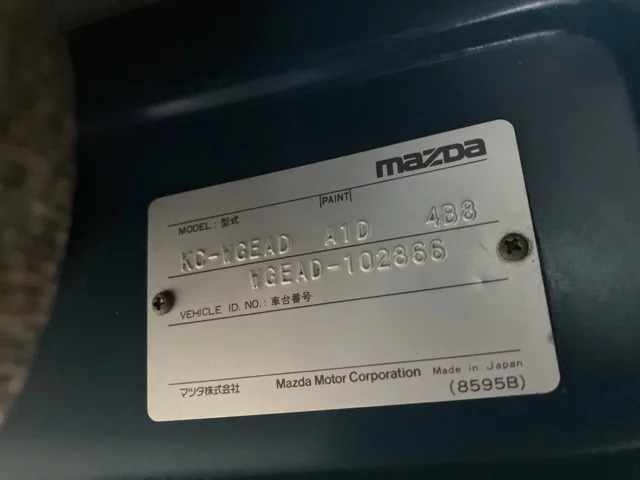 mazda
MODEL: 型式 PAINT
KC-WGEAD A1D 4B8
WGEAD-102866
VEHICLE ID. NO.: 車台番号
マツダ株式会社 Mazda Motor Corporation Made in Japan
(8595B)